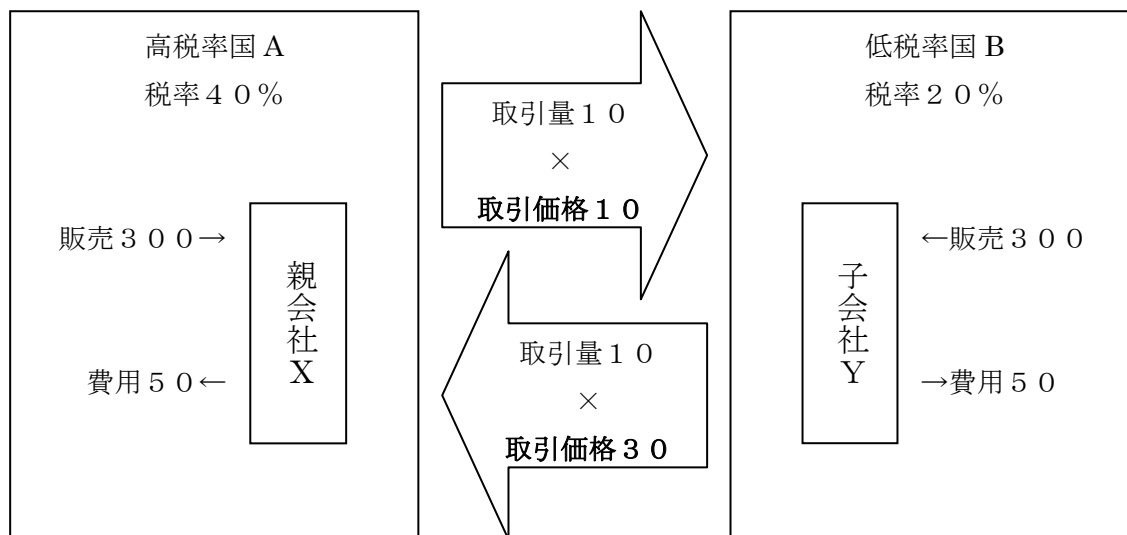 高税率国 A
税率４０％
販売３００→
親会社X
費用５０←
取引量１０
×
取引価格１０
取引量１０
×
取引価格３０
低税率国 B
税率２０％
←販売３００
子会社Y
→費用５０